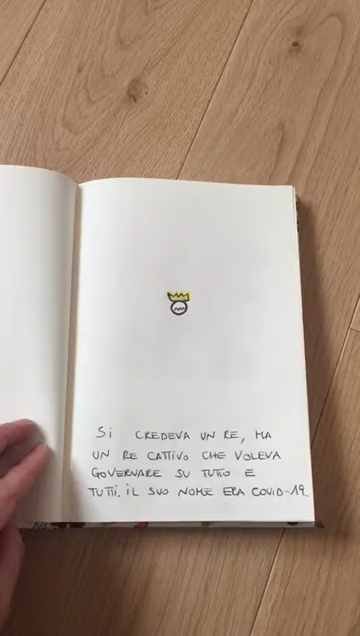 Si CREDEVA UN RE, MA
UN RE CATTIVO CHE VOLEVA
GOVERNARE SU TUTTO E
TUTTI. iL SUO NOME ERA COViD-19.